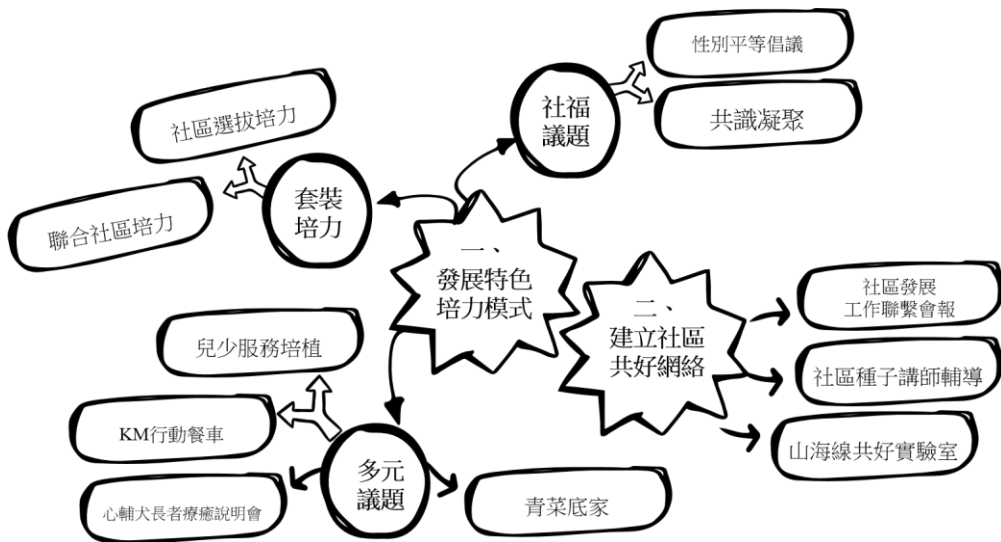 性別平等倡議
社福
議題
共識凝聚
社區選拔培力
套裝
培力
聯合社區培力
一、
發展特色
培力模式
二、
建立社區
共好網絡
社區發展
工作聯繫會報
社區種子講師輔導
山海線共好實驗室
兒少服務培植
KM行動餐車
多元
議題
心輔犬長者療癒說明會
青菜底家